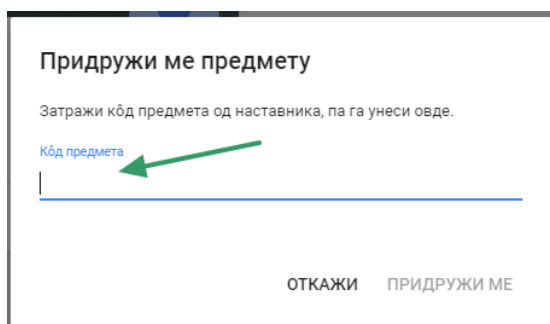 Придружи ме предмету
Затражи кôд предмета од наставника, па га унеси овде.
Кôд предмета
ОТКАЖИ ПРИДРУЖИ МЕ